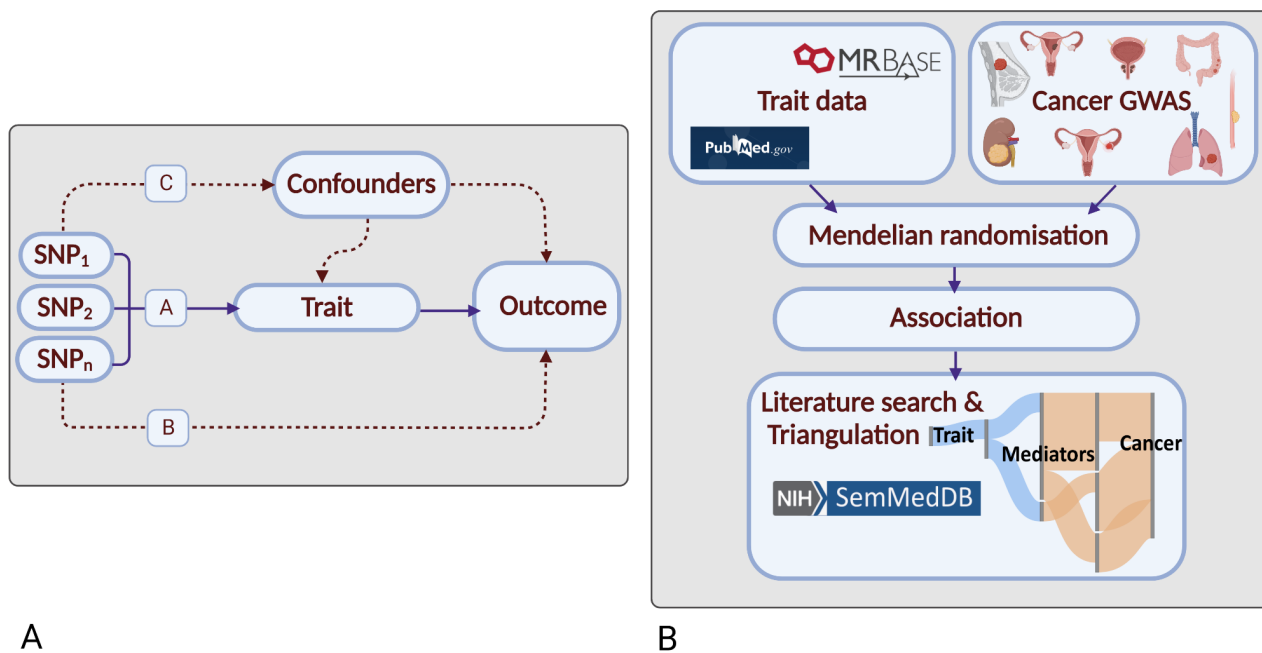 C
Confounders
SNP1
SNP2
SNPn
A
Trait
Outcome
B
A
MRBASE
Trait data
PubMed.gov
Cancer GWAS
Mendelian randomisation
Association
Literature search &
Triangulation
Trait
Mediators
Cancer
NIH
SemMedDB
B